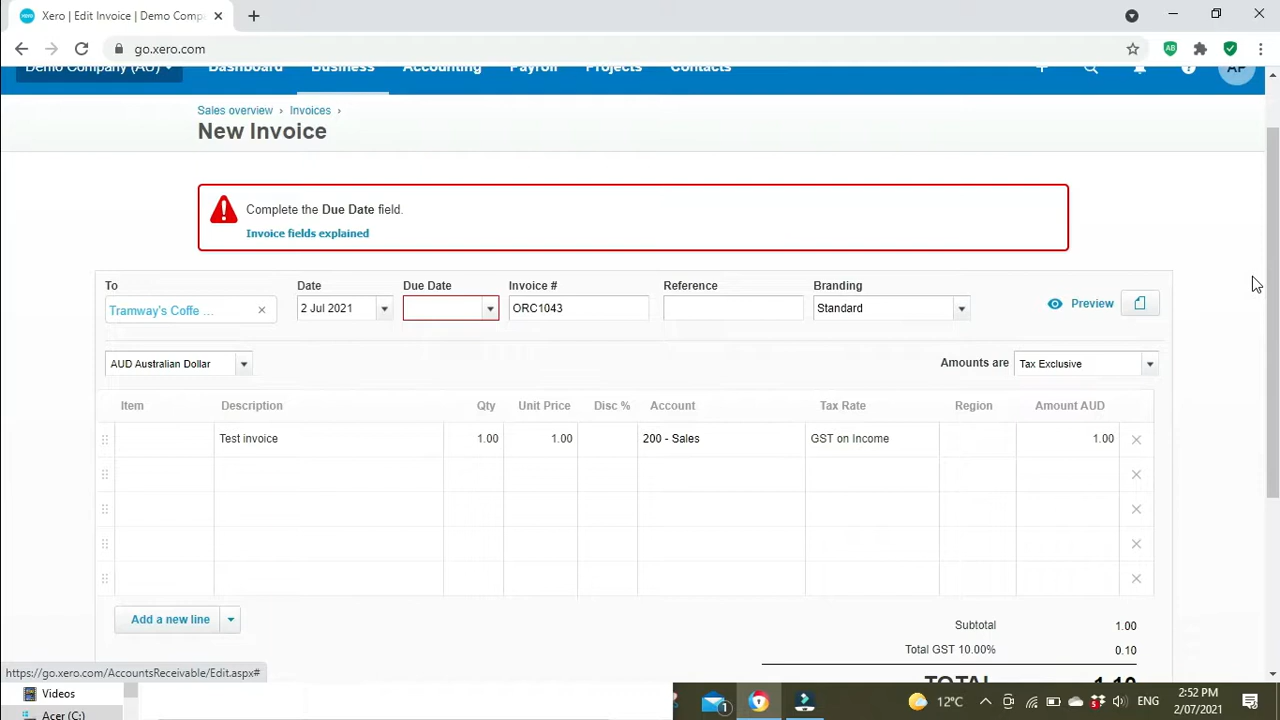 Xero | Edit Invoice | Demo Comp
go.xero.com
Demo Company (AU) Dashboard Business Accounting Payroll Projects Contacts
AP
Sales overview › Invoices ›
New Invoice
Complete the Due Date field.
Invoice fields explained
To Date Due Date Invoice # Reference Branding
Tramway's Coffe ... 2 Jul 2021 ORC1043 Standard Preview
AUD Australian Dollar Amounts are Tax Exclusive
Item Description Qty Unit Price Disc % Account Tax Rate Region Amount AUD
Test invoice 1.00 1.00 200 - Sales GST on Income 1.00
Add a new line
Subtotal 1.00
Total GST 10.00% 0.10
TOTAL 1.10
https://go.xero.com/AccountsReceivable/Edit.aspx#
Videos
Acer (C:)
1
12°C
ENG
2:52 PM
2/07/2021